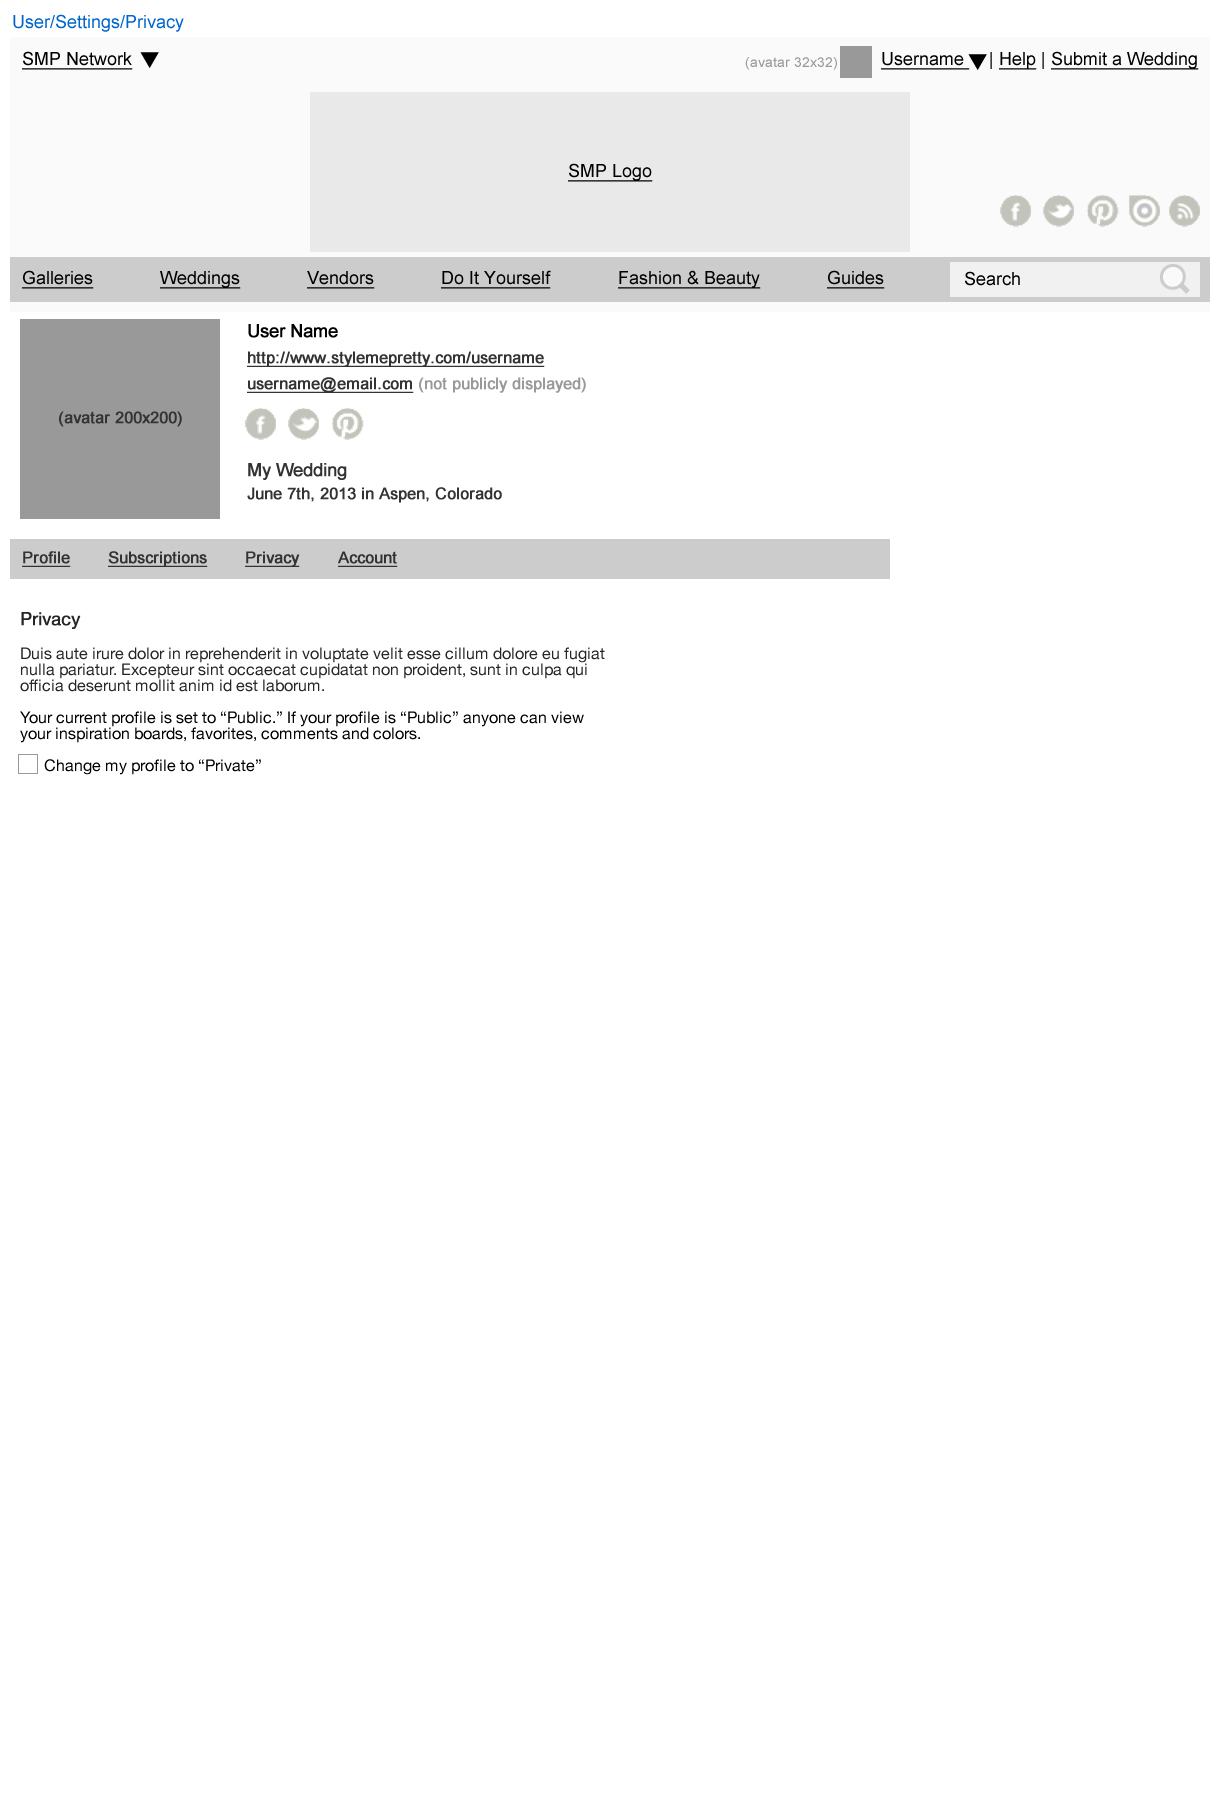 User/Settings/Privacy
SMP Network (avatar 32x32) Username | Help | Submit a Wedding
SMP Logo
Galleries Weddings Vendors Do It Yourself Fashion & Beauty Guides Search
User Name
http://www.stylemepretty.com/username
username@email.com (not publicly displayed)
(avatar 200x200)
My Wedding
June 7th, 2013 in Aspen, Colorado
Profile Subscriptions Privacy Account
Privacy
Duis aute irure dolor in reprehenderit in voluptate velit esse cillum dolore eu fugiat
nulla pariatur. Excepteur sint occaecat cupidatat non proident, sunt in culpa qui
officia deserunt mollit anim id est laborum.
Your current profile is set to “Public.” If your profile is “Public” anyone can view
your inspiration boards, favorites, comments and colors.
Change my profile to “Private”